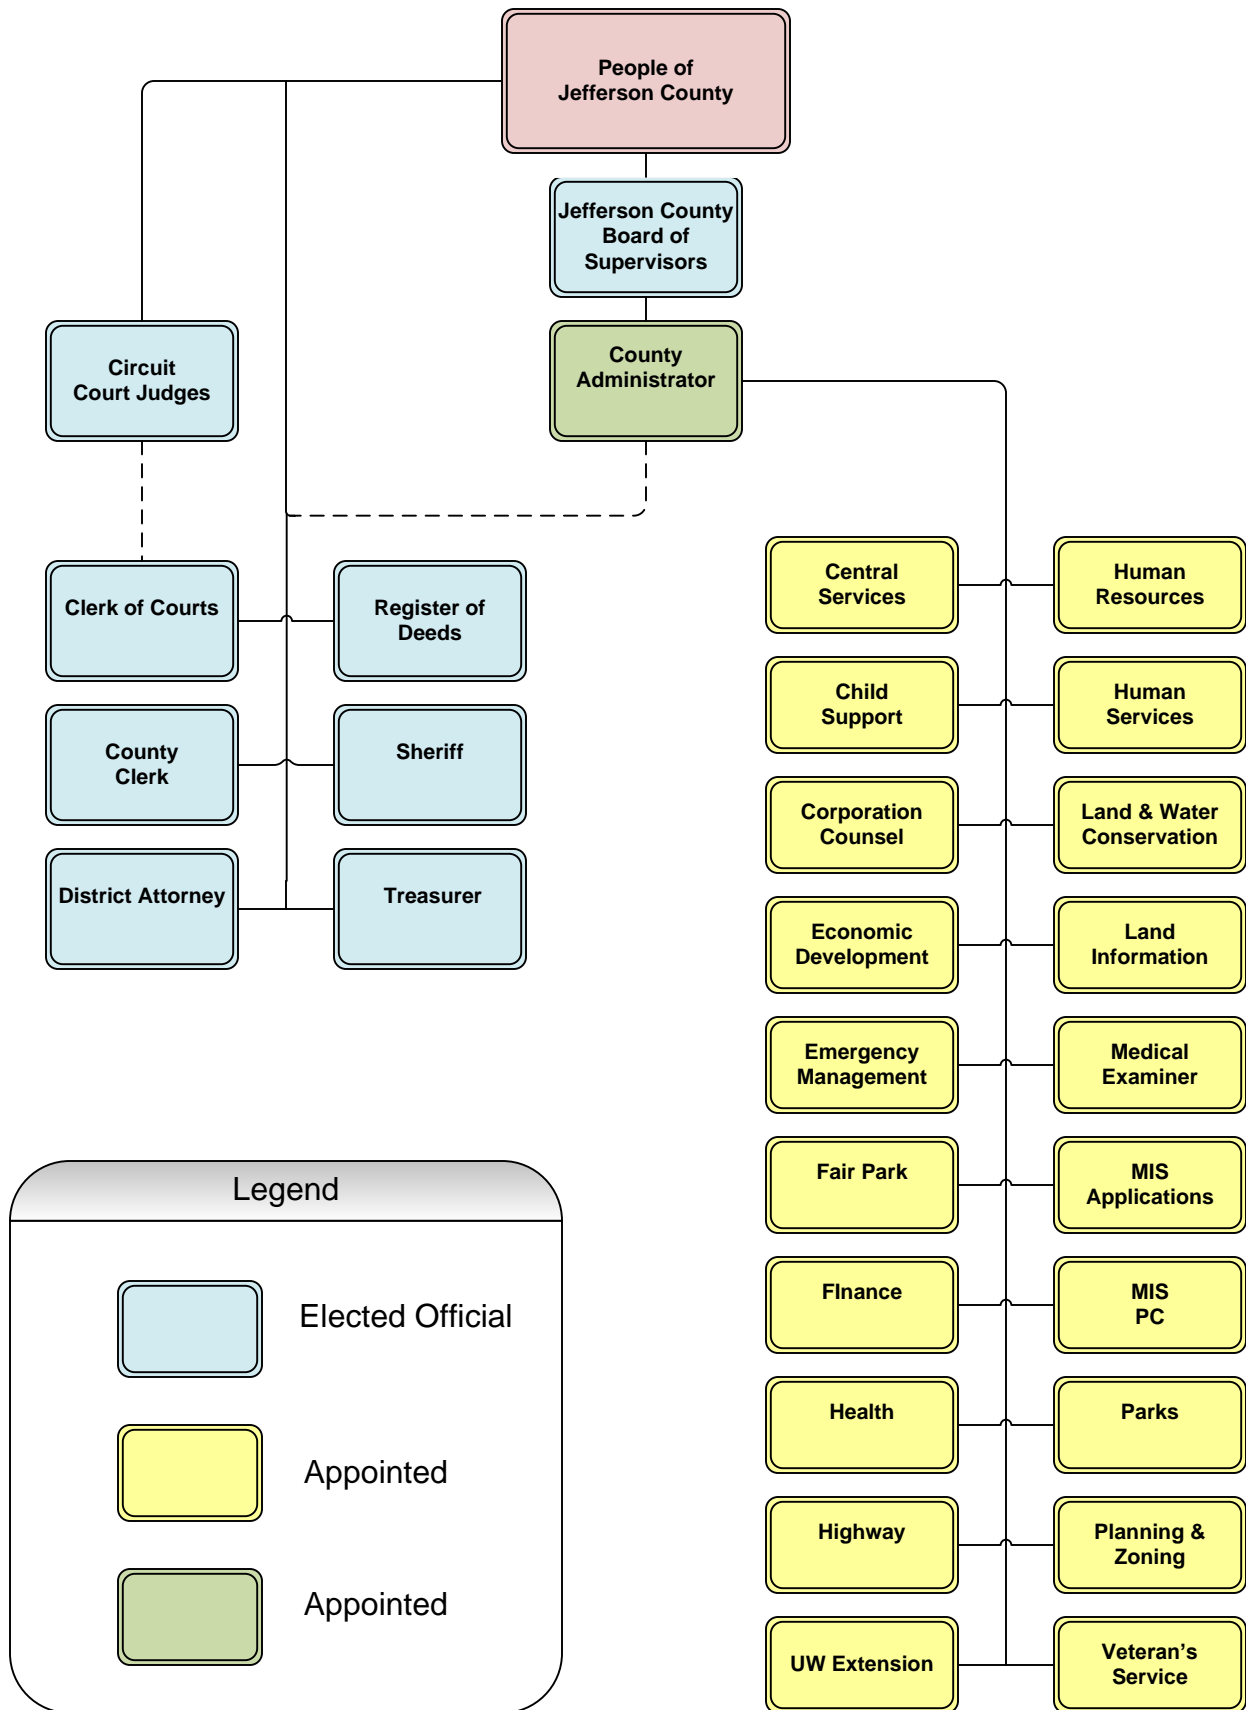 People of
Jefferson County
Jefferson County
Board of
Supervisors
Circuit
Court Judges
County
Administrator
Clerk of Courts
Register of
Deeds
County
Clerk
Sheriff
District Attorney
Treasurer
Central
Services
Human
Resources
Child
Support
Human
Services
Corporation
Counsel
Land & Water
Conservation
Economic
Development
Land
Information
Emergency
Management
Medical
Examiner
Fair Park
MIS
Applications
FInance
MIS
PC
Health
Parks
Highway
Planning &
Zoning
UW Extension
Veteran’s
Service
Legend
Elected Official
Appointed
Appointed